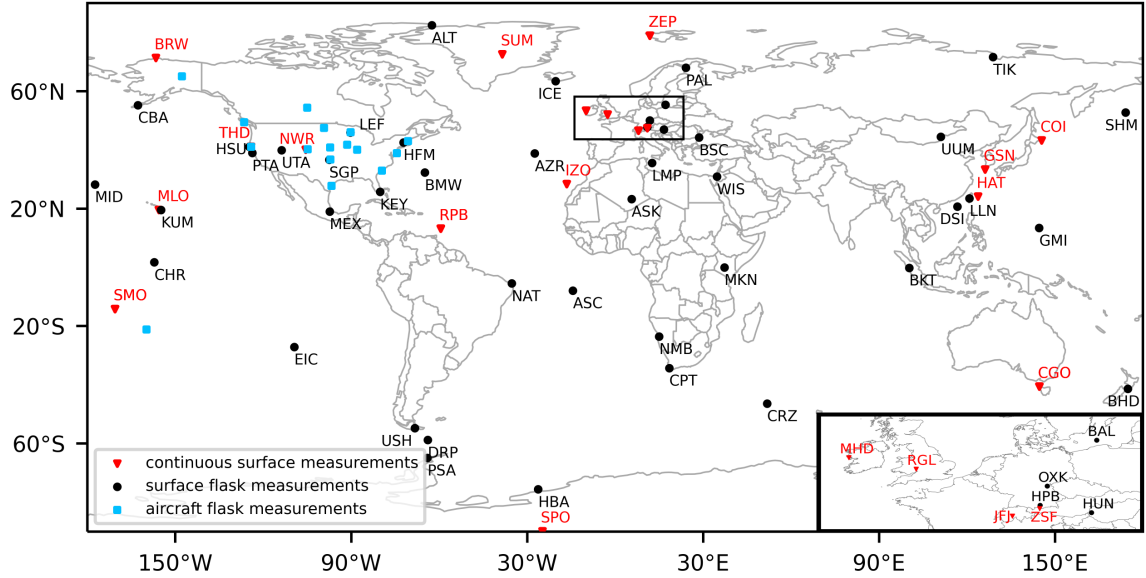 ALT
ZEP
BRW
SUM
TIK
PAL
60°N
ICE
CBA
SHM
LEF
COI
THD
NWR
HSU
UTA
HFM
BSC
UUM
GSN
PTA
SGP
AZR
LMP
IZO
BMW
WIS
HAT
MID
MLO
KEY
ASK
20°N
KUM
MEX
RPB
DSI
LLN
GMI
CHR
MKN
BKT
SMO
NAT
ASC
20°S
EIC
NMB
CPT
CGO
BHD
CRZ
USH
60°S
DRP
PSA
continuous surface measurements
surface flask measurements
aircraft flask measurements
HBA
SPO
BAL
MHD
RGL
OXK
HPB
HUN
JFJ
ZSF
150°W
90°W
30°W
30°E
90°E
150°E